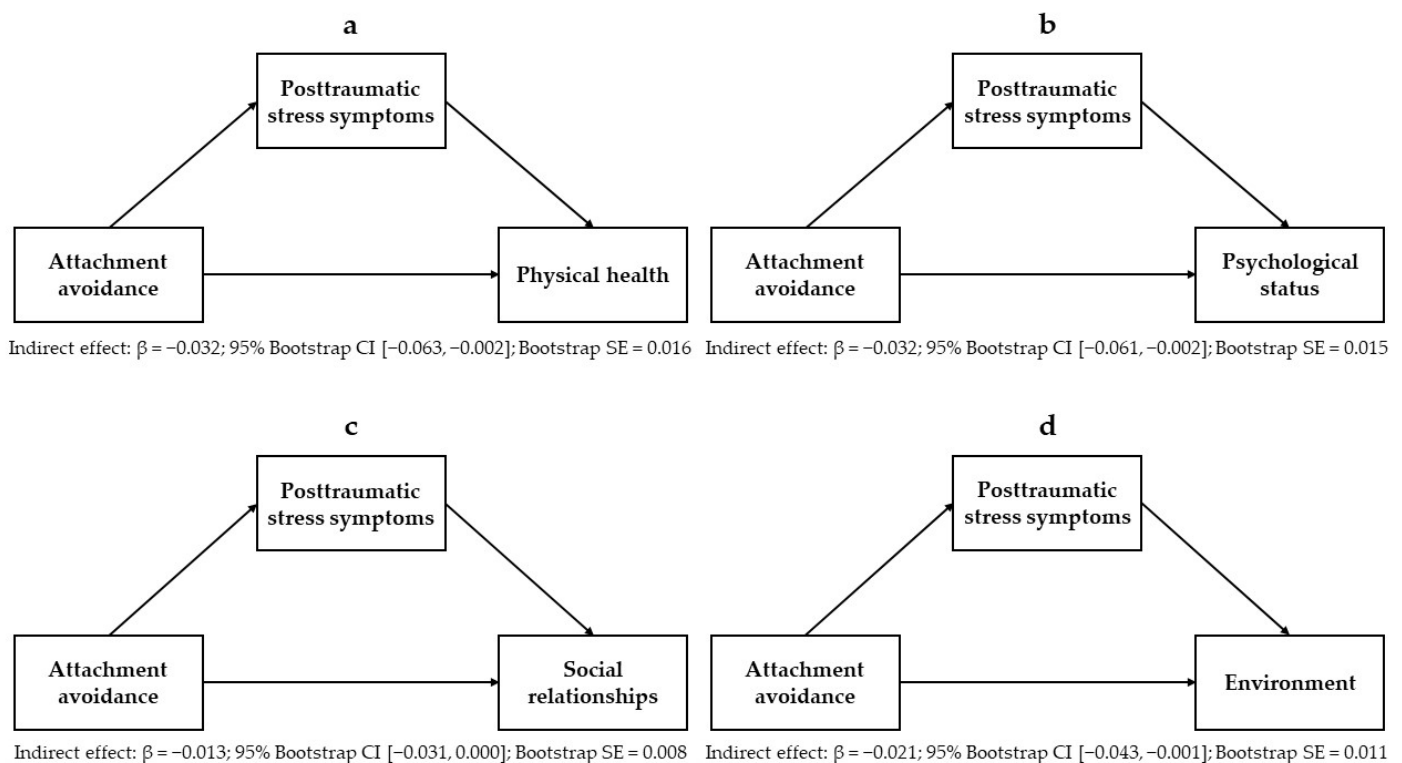 a
Posttraumatic
stress symptoms
Attachment
avoidance
Physical health
Indirect effect: β = −0.032; 95% Bootstrap CI [−0.063, −0.002]; Bootstrap SE = 0.016
b
Posttraumatic
stress symptoms
Attachment
avoidance
Psychological
status
Indirect effect: β = −0.032; 95% Bootstrap CI [−0.061, −0.002]; Bootstrap SE = 0.015
c
Posttraumatic
stress symptoms
Attachment
avoidance
Social
relationships
Indirect effect: β = −0.013; 95% Bootstrap CI [−0.031, 0.000]; Bootstrap SE = 0.008
d
Posttraumatic
stress symptoms
Attachment
avoidance
Environment
Indirect effect: β = −0.021; 95% Bootstrap CI [−0.043, −0.001]; Bootstrap SE = 0.011